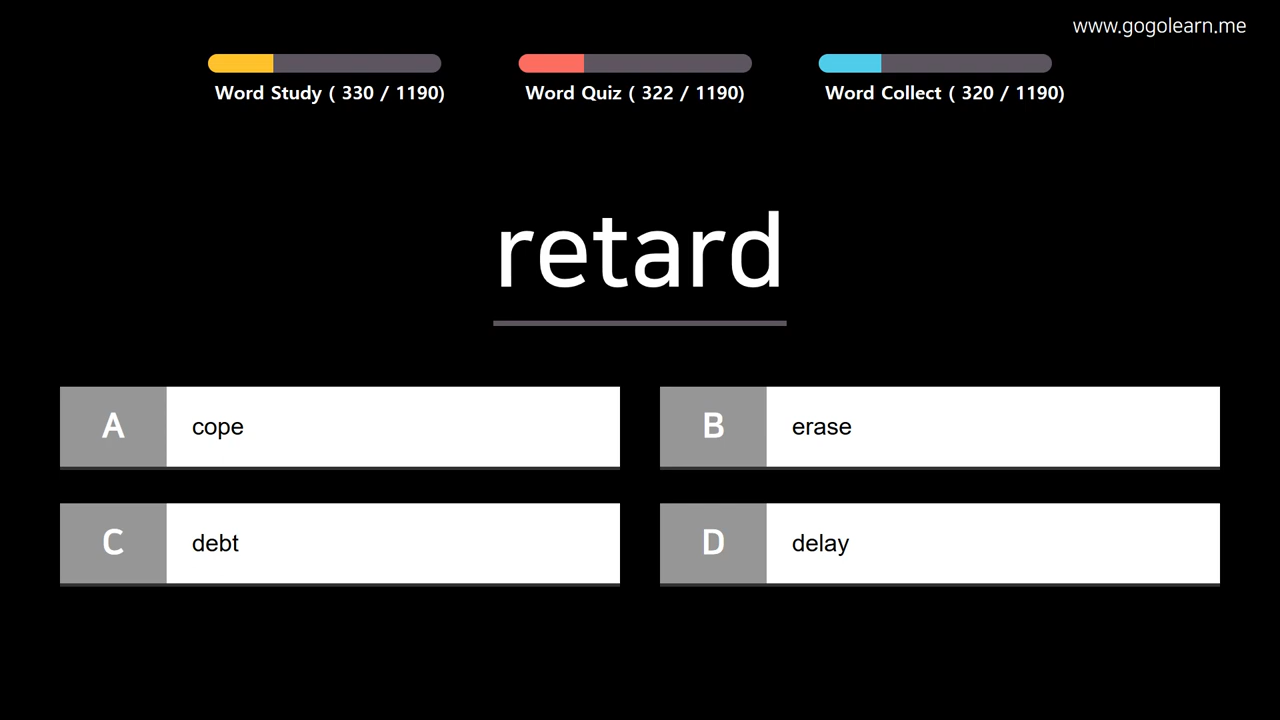 www.gogolearn.me
Word Study ( 330 / 1190)
Word Quiz ( 322 / 1190)
Word Collect ( 320 / 1190)
retard
A cope
B erase
C debt
D delay